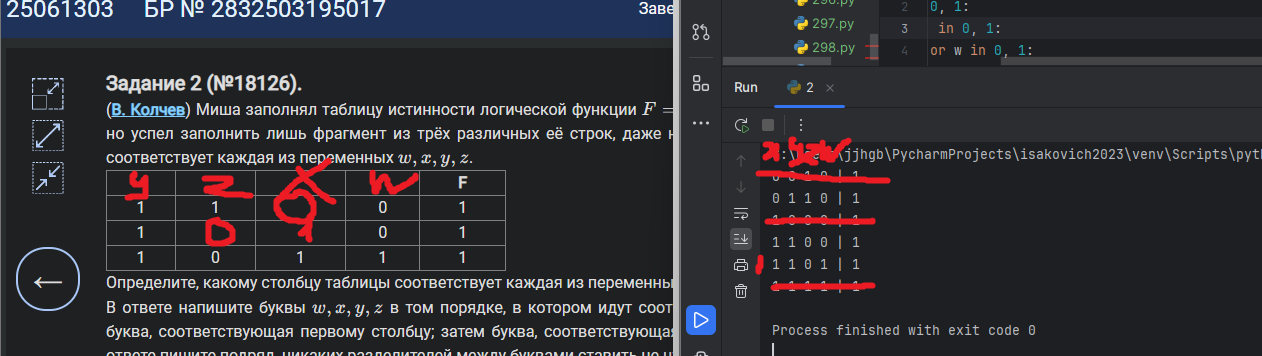 25061303 БР № 2832503195017
Заве
Задание 2 (№18126).
(В. Колчев) Миша заполнял таблицу истинности логической функции F =
но успел заполнить лишь фрагмент из трёх различных её строк, даже н
соответствует каждая из переменных w, x, y, z.
y z x w F
1 1 0 0 1
1 0 1 0 1
1 0 1 1 1
Определите, какому столбцу таблицы соответствует каждая из переменны
В ответе напишите буквы w, x, y, z в том порядке, в котором идут соот
буква, соответствующая первому столбцу; затем буква, соответствующая
297.py
298.py
2 0, 1:
3 in 0, 1:
4 or w in 0, 1:
Run 2
\jjhgb\PycharmProjects\isakovich2023\venv\Scripts\pyt
0 0 1 0 | 1
0 1 1 0 | 1
1 0 0 0 | 1
1 1 0 0 | 1
1 1 0 1 | 1
1 1 1 1 | 1
Process finished with exit code 0